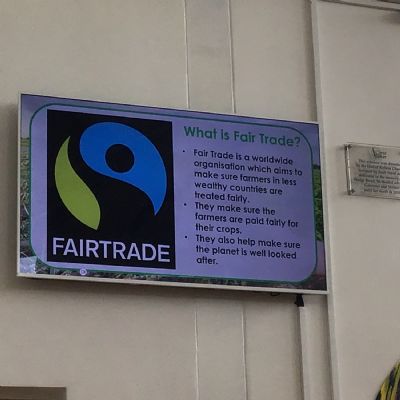 What is Fair Trade?
• Fair Trade is a worldwide
organisation which aims to
make sure farmers in less
wealthy countries are
treated fairly.
• They make sure the
farmers are paid fairly for
their crops.
• They also help make sure
the planet is well looked
after.
FAIRTRADE